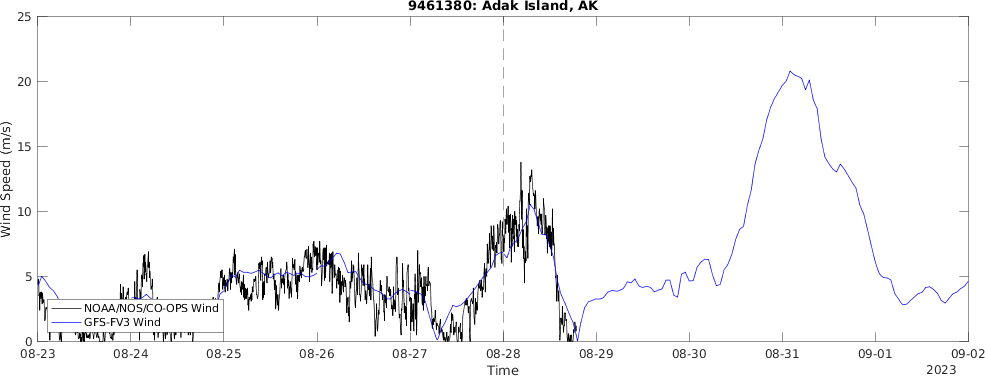 9461380: Adak Island, AK
Wind Speed (m/s)
25
20
15
10
5
0
NOAA/NOS/CO-OPS Wind
GFS-FV3 Wind
08-23 08-24 08-25 08-26 08-27 08-28 08-29 08-30 08-31 09-01 09-02
Time
2023